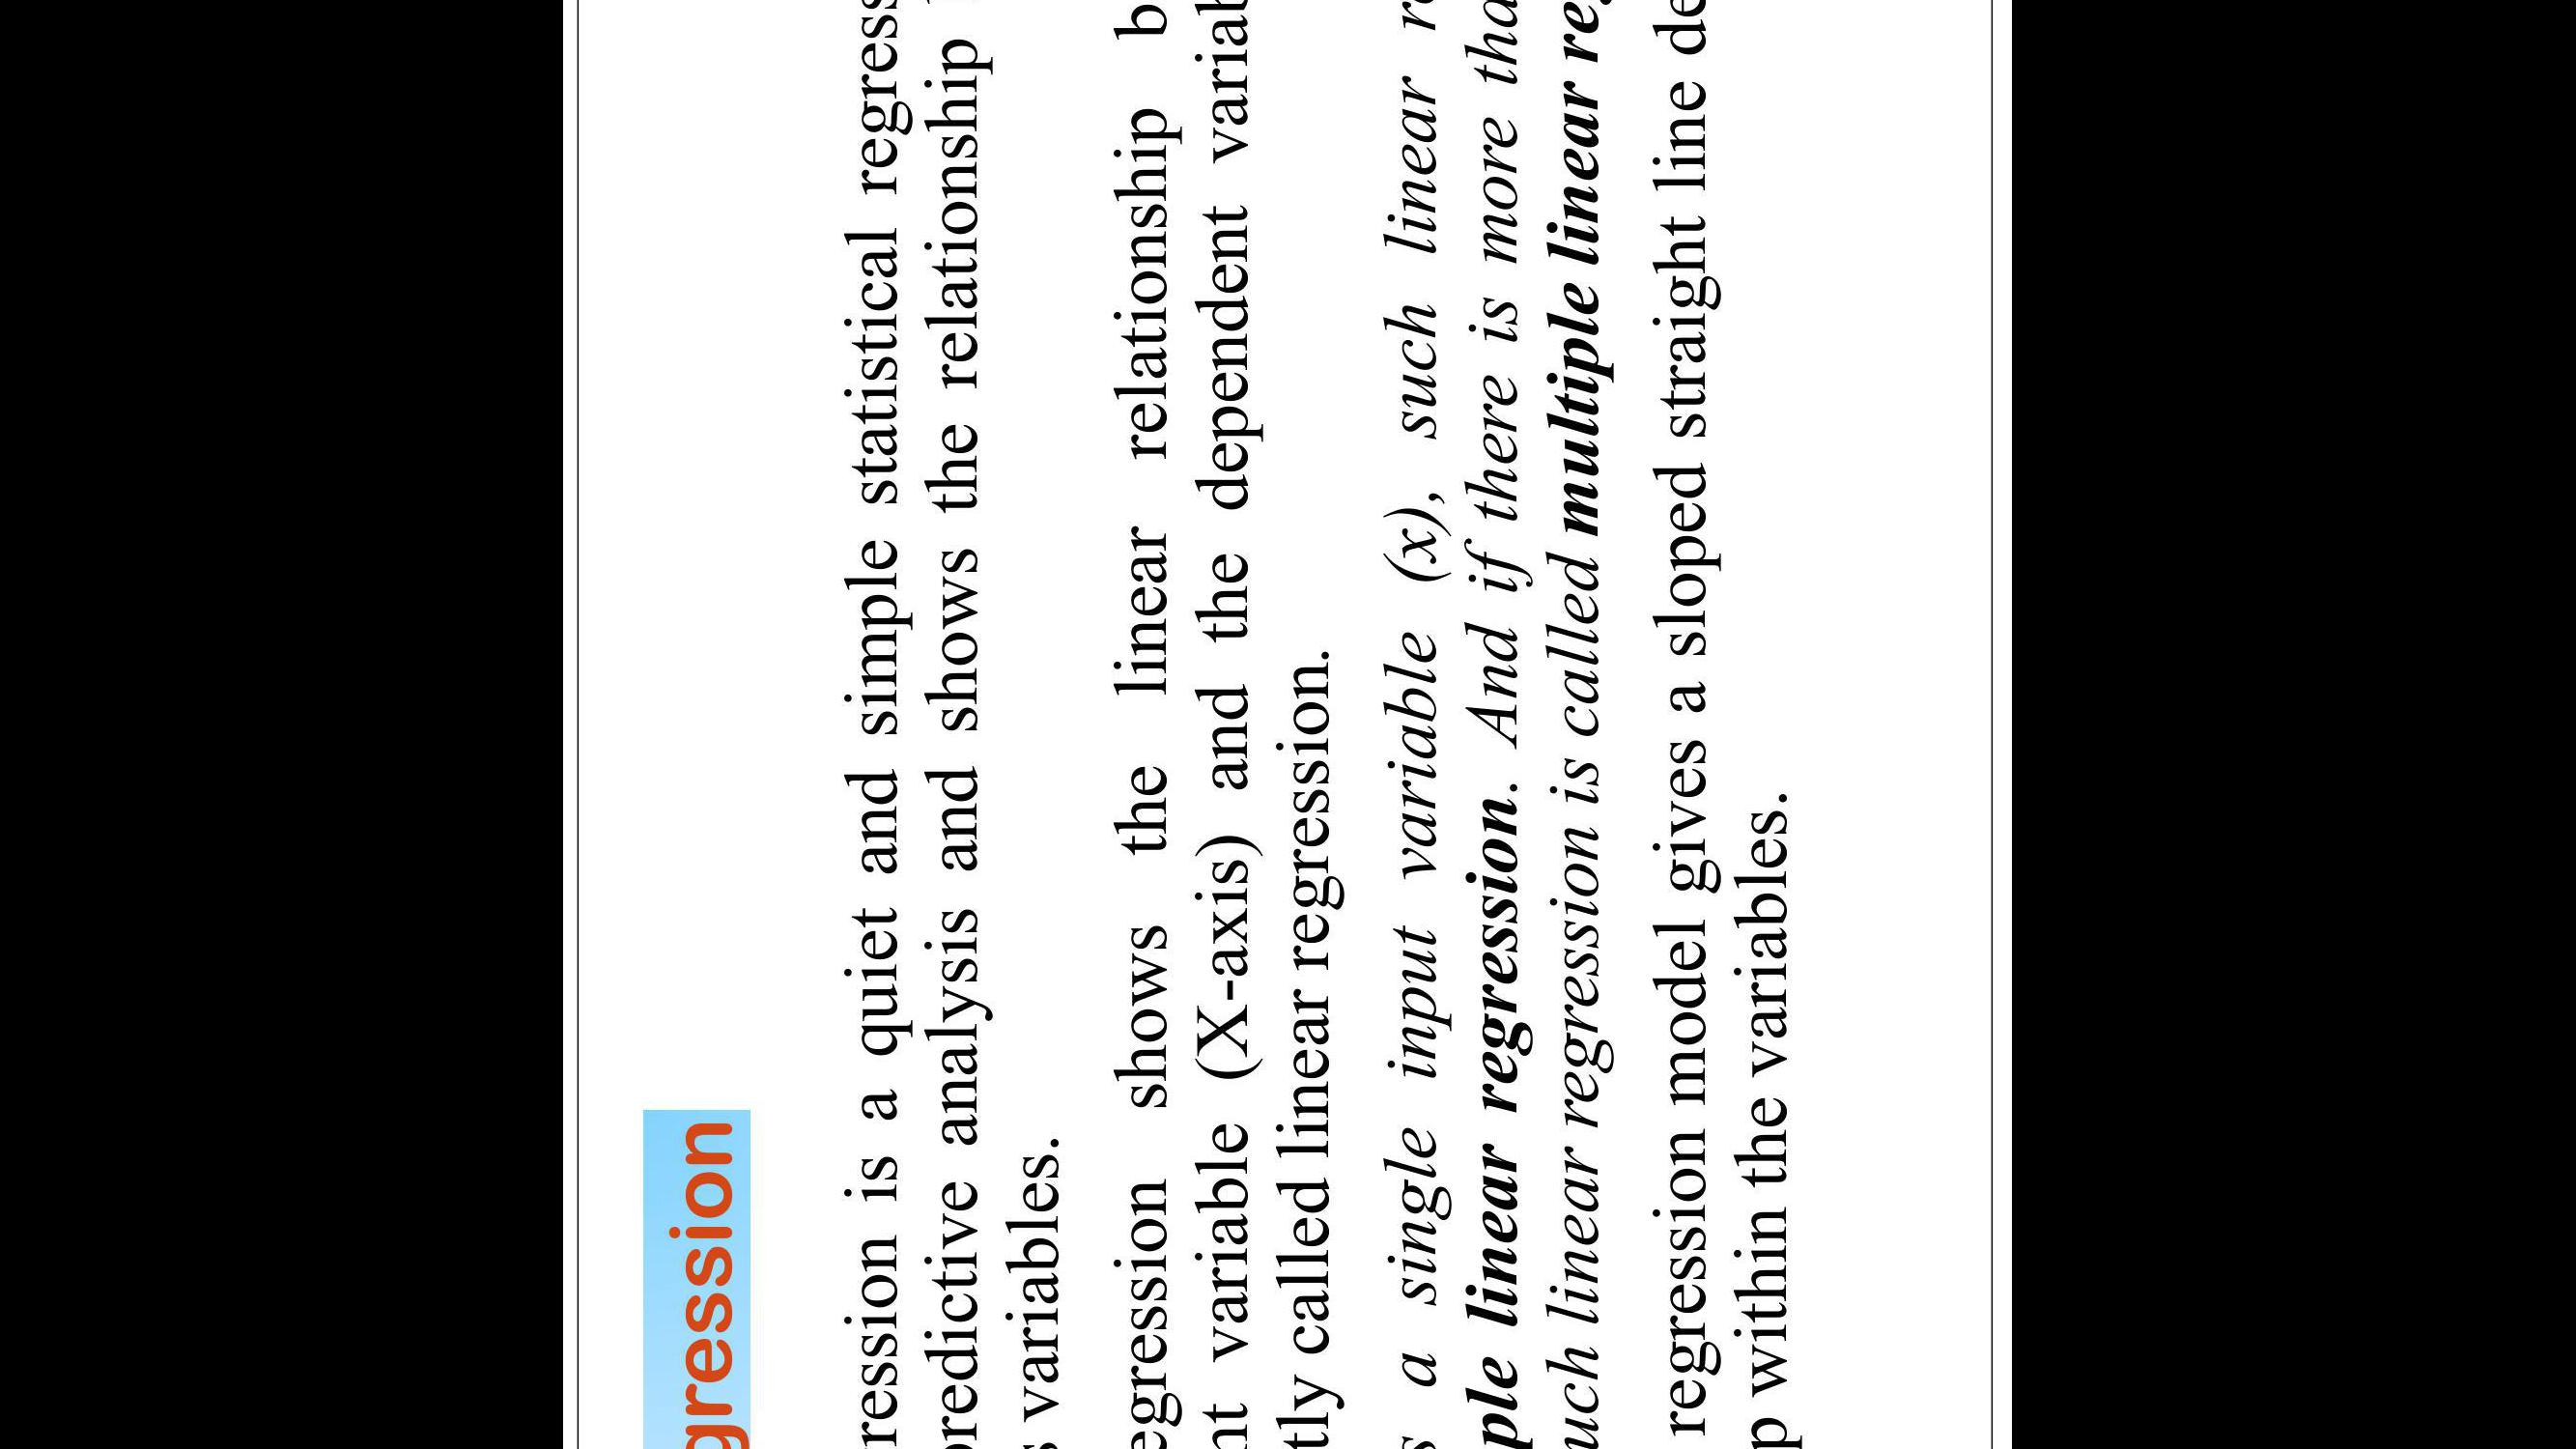 gression
ression is a quiet and simple statistical regress
predictive analysis and shows the relationship
s variables.
egression shows the linear relationship b
nt variable (X-axis) and the dependent variab
tly called linear regression.
s a single input variable (x), such linear r
ple linear regression. And if there is more tha
uch linear regression is called multiple linear reg
regression model gives a sloped straight line de
p within the variables.